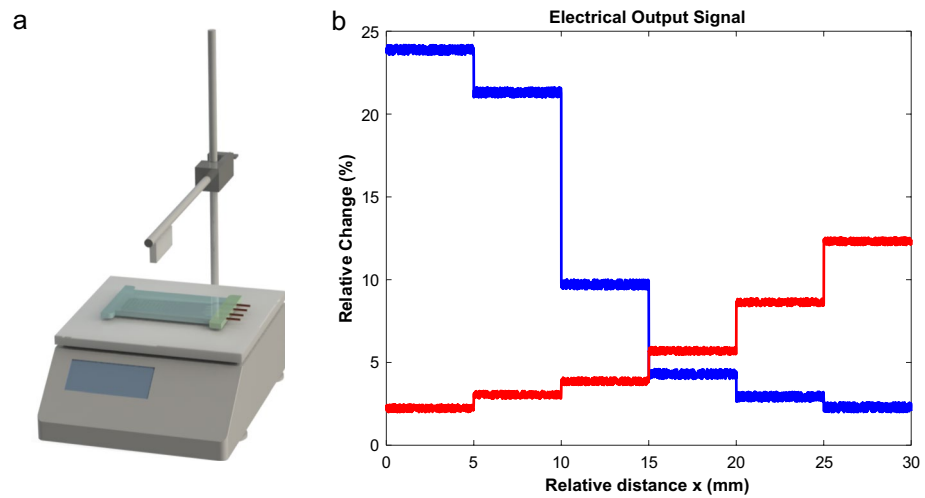 a
b
Electrical Output Signal
Relative Change (%)
25
20
15
10
5
0
0 5 10 15 20 25 30
Relative distance x (mm)